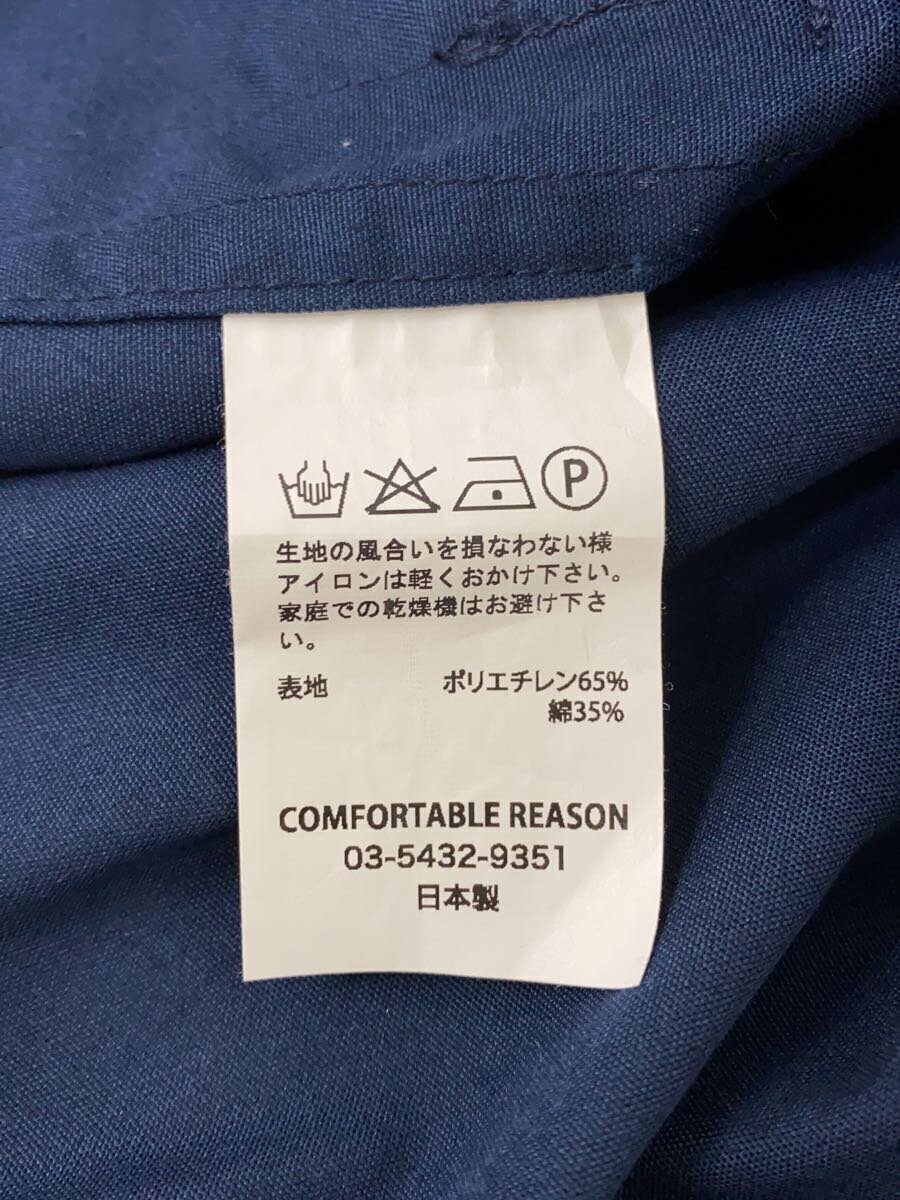 P
生地の風合いを損なわない様
アイロンは軽くおかけ下さい。
家庭での乾燥機はお避け下さ
い。
表地 ポリエチレン65%
綿35%
COMFORTABLE REASON
03-5432-9351
日本製